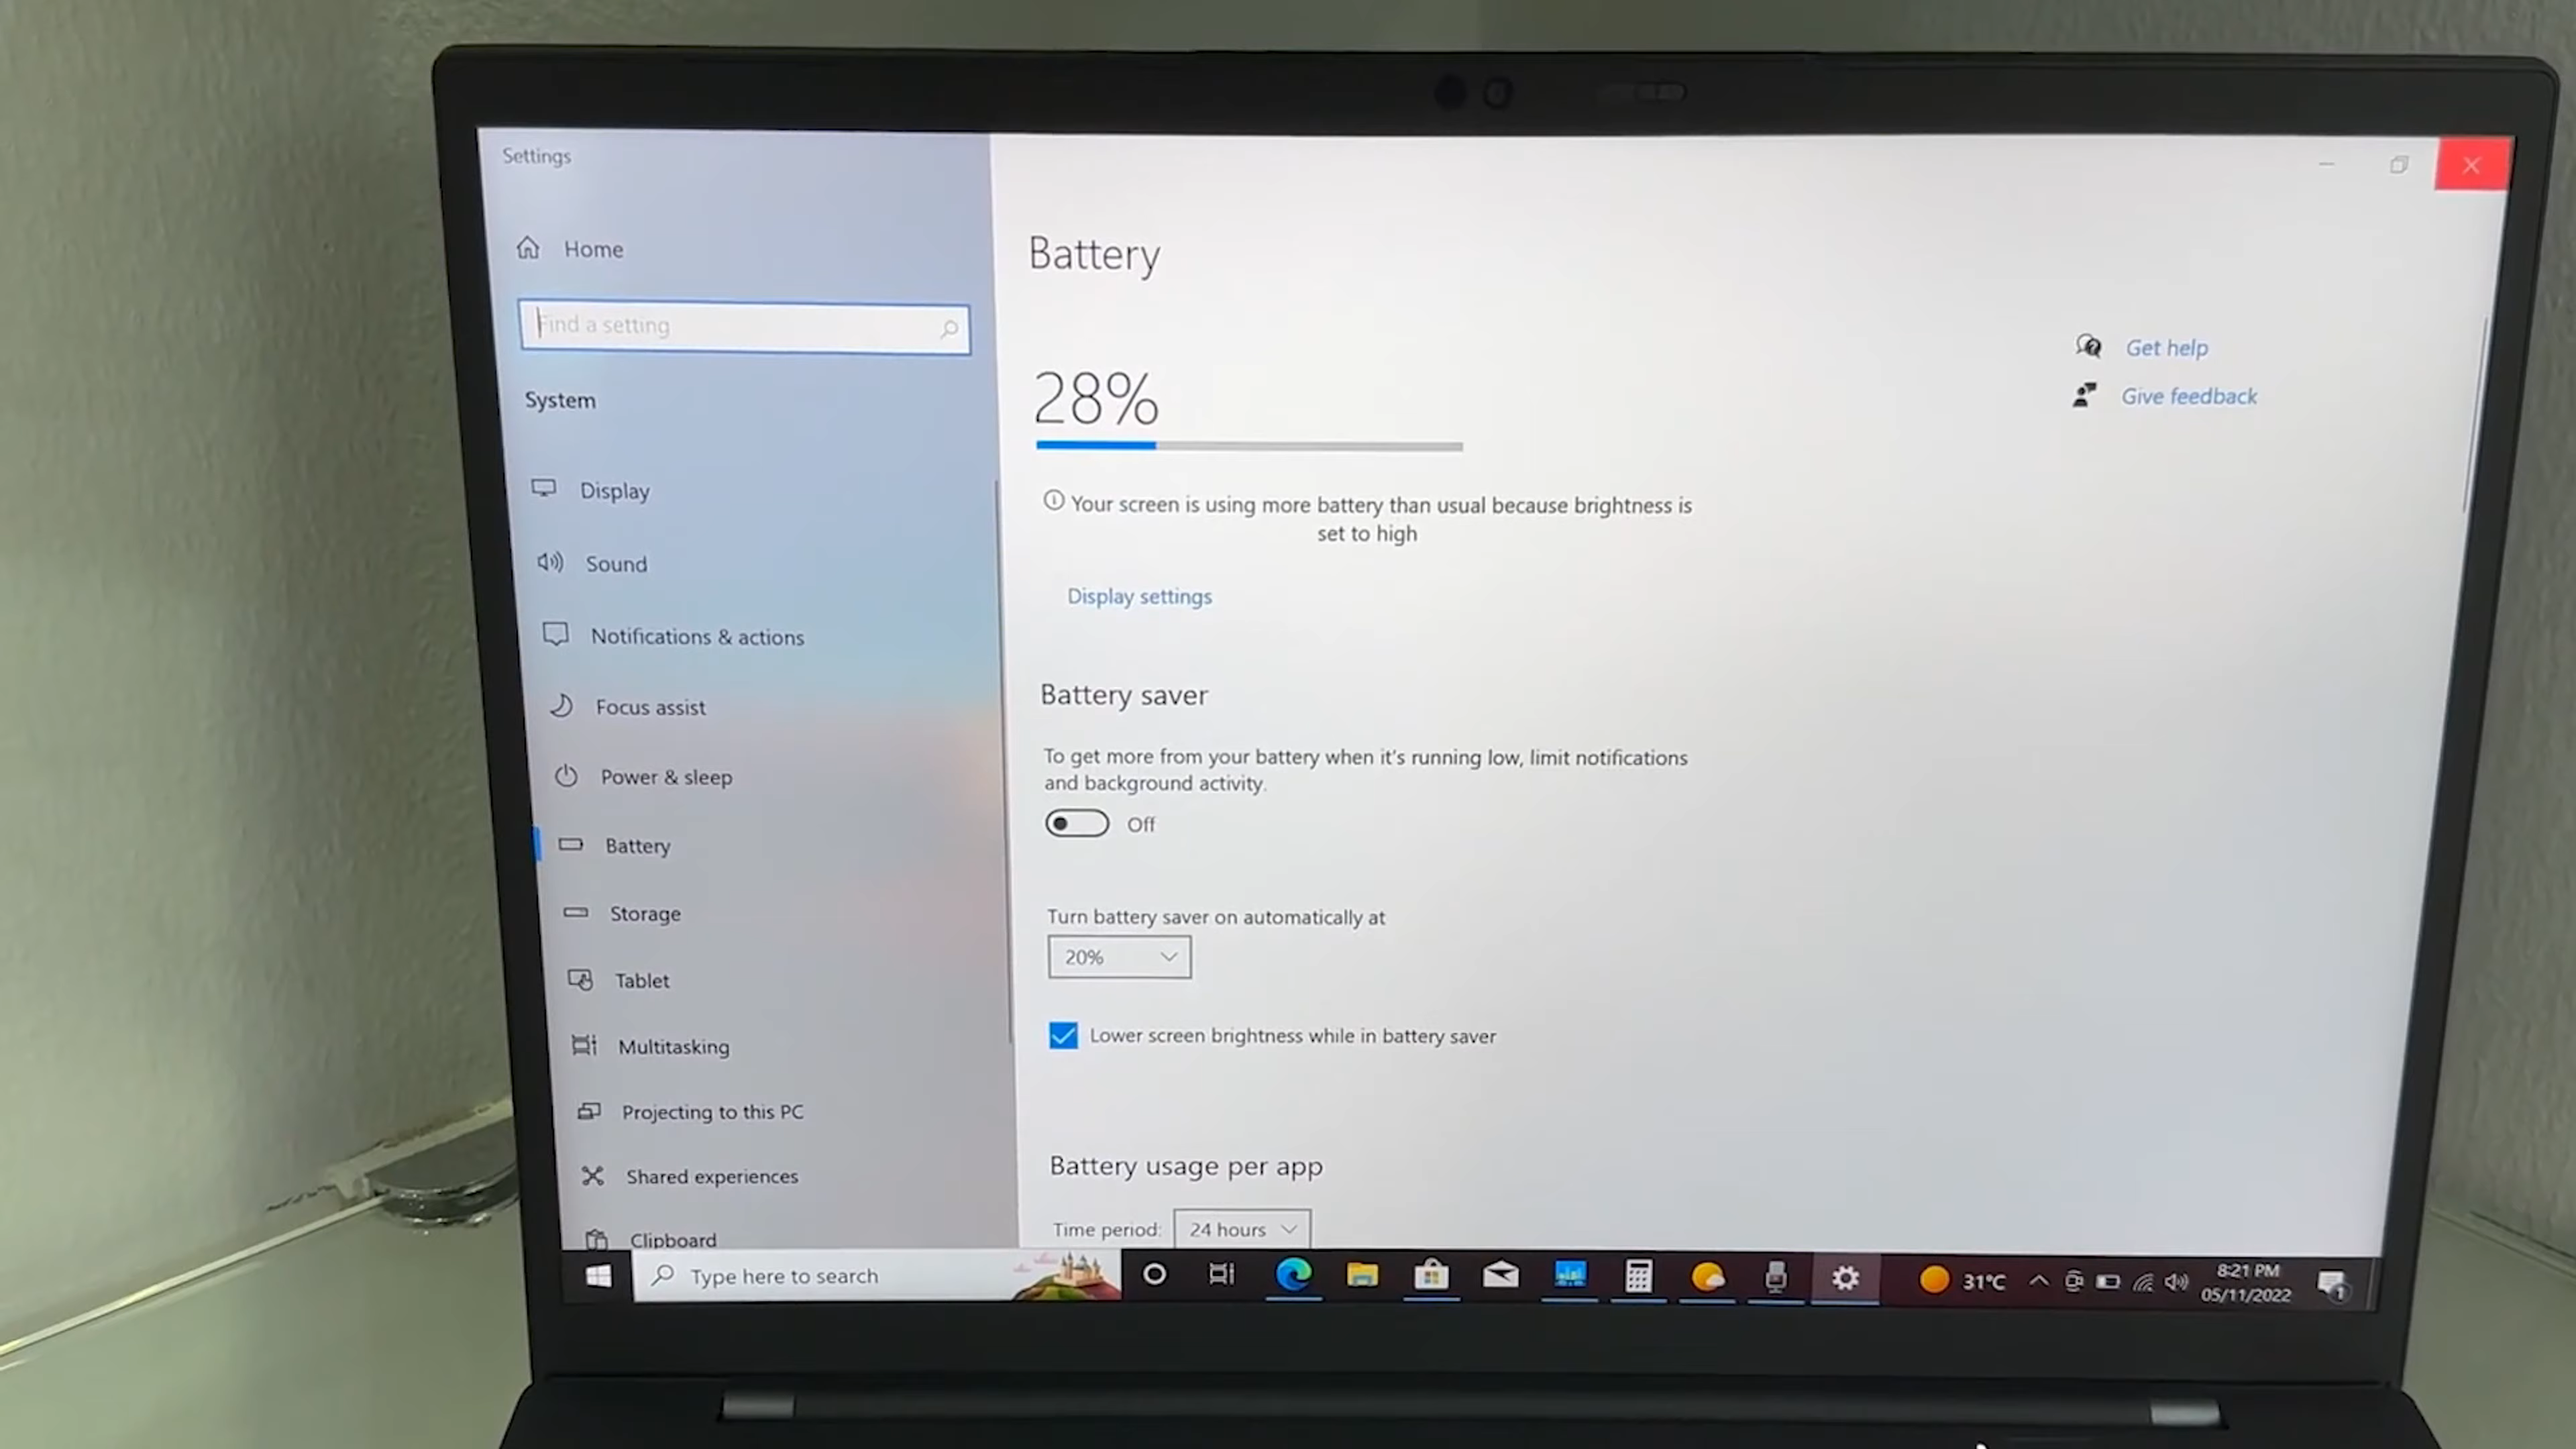 Settings
Home
Find a setting
System
Display
Sound
Notifications & actions
Focus assist
Power & sleep
Battery
Storage
Tablet
Multitasking
Projecting to this PC
Shared experiences
Clipboard
Battery
28%
Your screen is using more battery than usual because brightness is
set to high
Display settings
Battery saver
To get more from your battery when it's running low, limit notifications
and background activity.
Off
Turn battery saver on automatically at
20%
Lower screen brightness while in battery saver
Battery usage per app
Time period: 24 hours
Get help
Give feedback
Type here to search
31°C
8:21 PM
05/11/2022
1